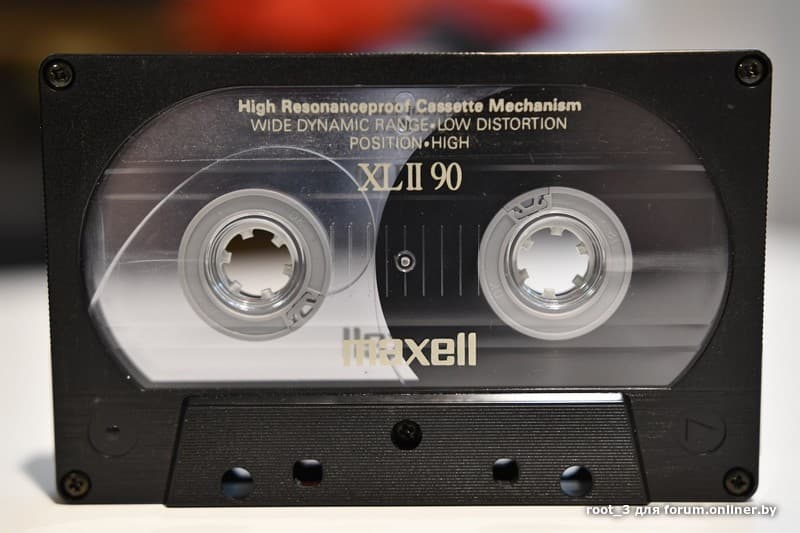 High Resonanceproof Cassette Mechanism
WIDE DYNAMIC RANGE•LOW DISTORTION
POSITION•HIGH
XLII 90
maxell
root_3 для forum.onliner.by